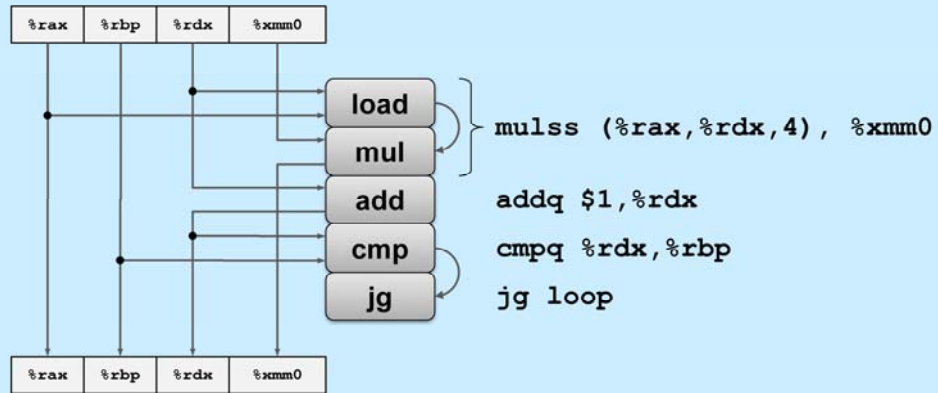 %rax %rbp %rdx %xmm0
load
mul
mulss (%rax,%rdx,4), %xmm0
add addq $1,%rdx
cmp cmpq %rdx,%rbp
jg jg loop
%rax %rbp %rdx %xmm0